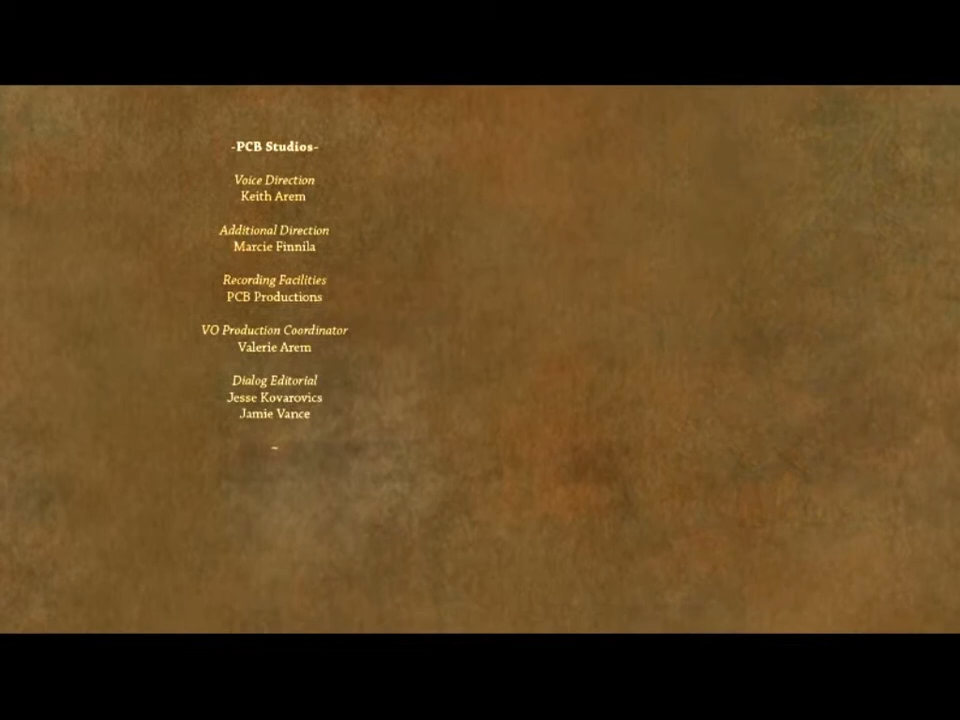 -PCB Studios-
Voice Direction
Keith Arem
Additional Direction
Marcie Finnila
Recording Facilities
PCB Productions
VO Production Coordinator
Valerie Arem
Dialog Editorial
Jesse Kovarovics
Jamie Vance
~